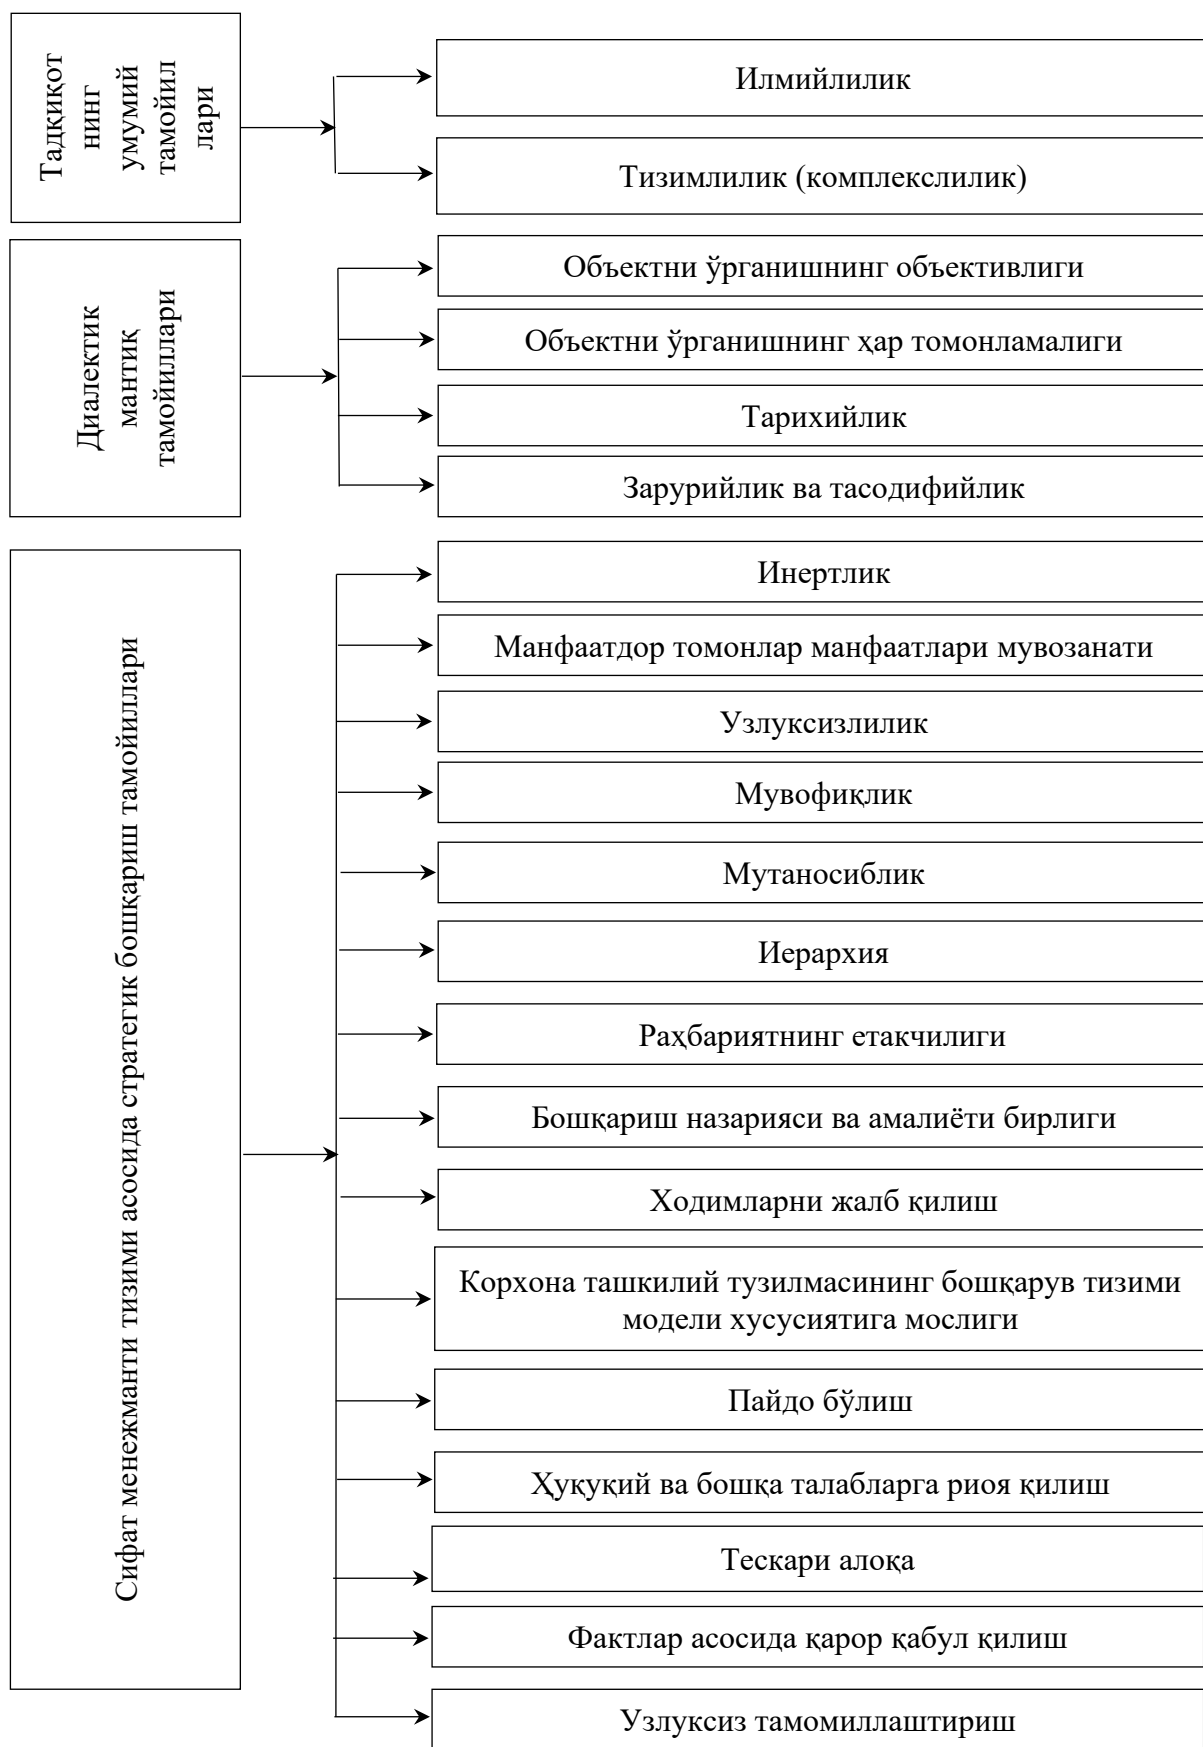 Тадқиқот
нинг
умумий
тамойил
лари
Илмийлилик
Тизимлилик (комплекслилик)
Диалектик
мантиқ
тамойиллари
Объектни ўрганишнинг объективлиги
Объектни ўрганишнинг ҳар томонламалиги
Тарихийлик
Зарурийлик ва тасодифийлик
Сифат менежманти тизими асосида стратегик бошқариш тамойиллари
Инертлик
Манфаатдор томонлар манфаатлари мувозанати
Узлуксизлилик
Мувофиқлик
Мутаносиблик
Иерархия
Раҳбариятнинг етакчилиги
Бошқариш назарияси ва амалиёти бирлиги
Ходимларни жалб қилиш
Корхона ташкилий тузилмасининг бошқарув тизими
модели хусусиятига мослиги
Пайдо бўлиш
Ҳуқуқий ва бошқа талабларга риоя қилиш
Тескари алоқа
Фактлар асосида қарор қабул қилиш
Узлуксиз тамомиллаштириш